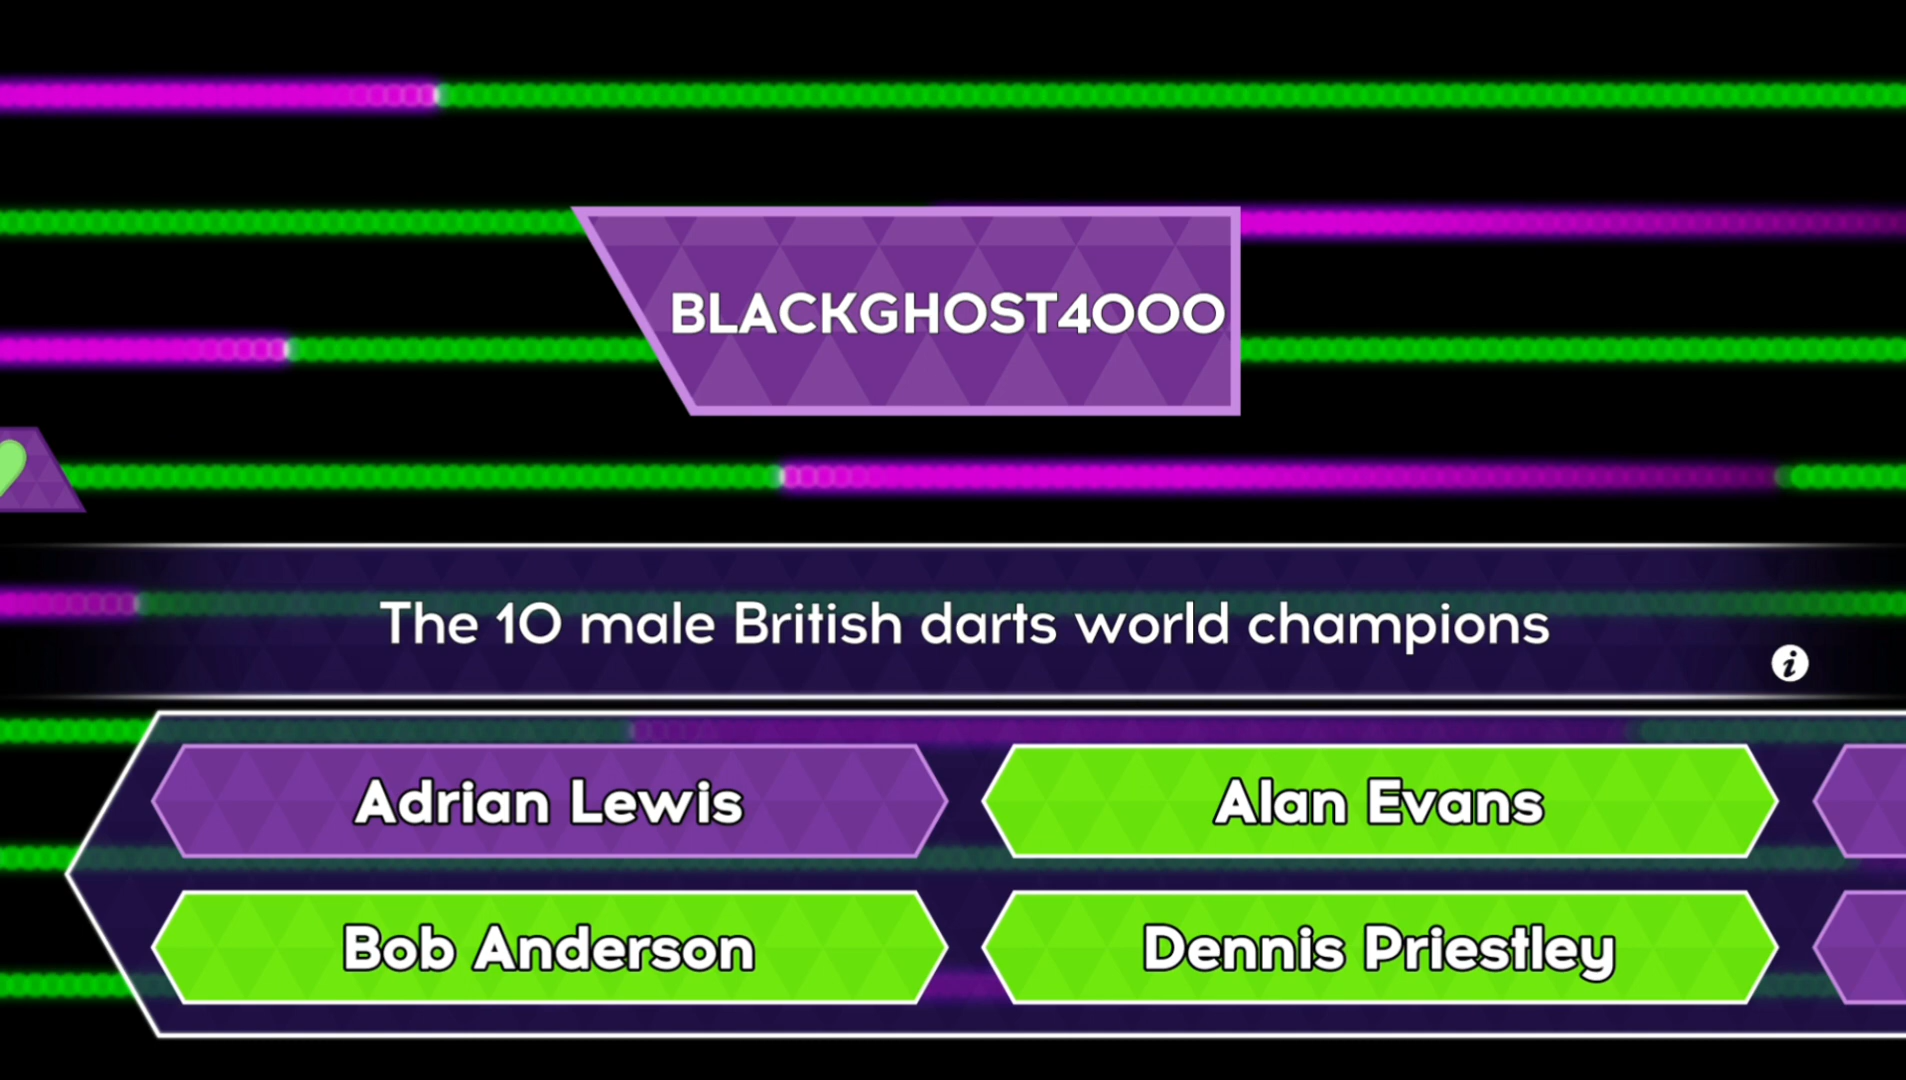 BLACKGHOST4000
The 10 male British darts world champions
i
Adrian Lewis
Alan Evans
Bob Anderson
Dennis Priestley